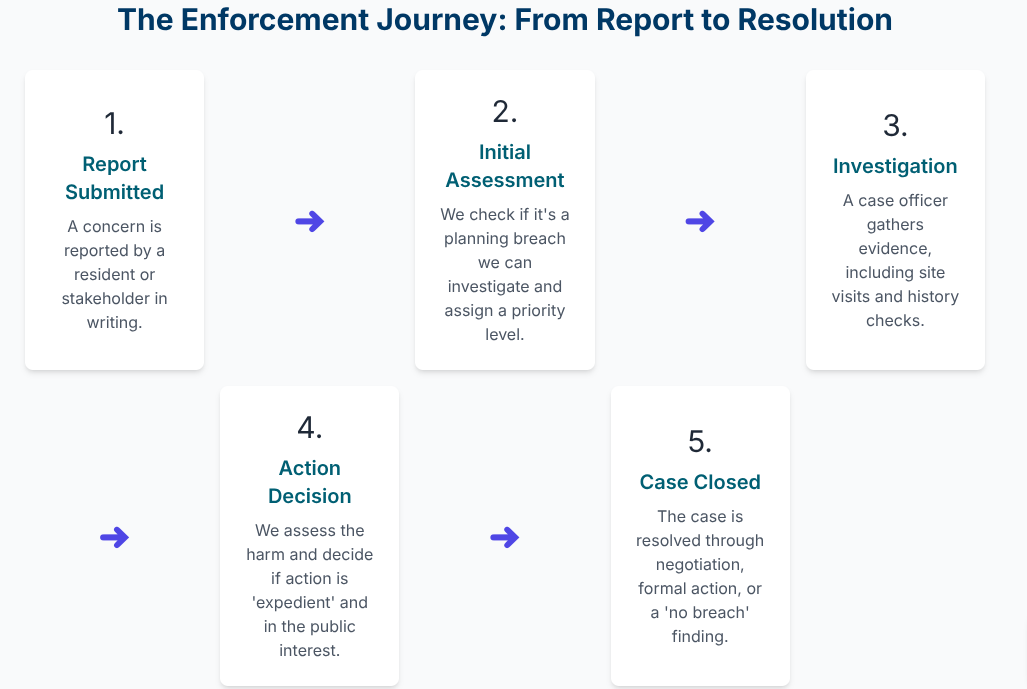 The Enforcement Journey: From Report to Resolution
1.
Report
Submitted
A concern is
reported by a
resident or
stakeholder in
writing.
2.
Initial
Assessment
We check if it's a
planning breach
we can
investigate and
assign a priority
level.
3.
Investigation
A case officer
gathers
evidence,
including site
visits and history
checks.
4.
Action
Decision
We assess the
harm and decide
if action is
'expedient' and
in the public
interest.
5.
Case Closed
The case is
resolved through
negotiation,
formal action, or
a 'no breach'
finding.